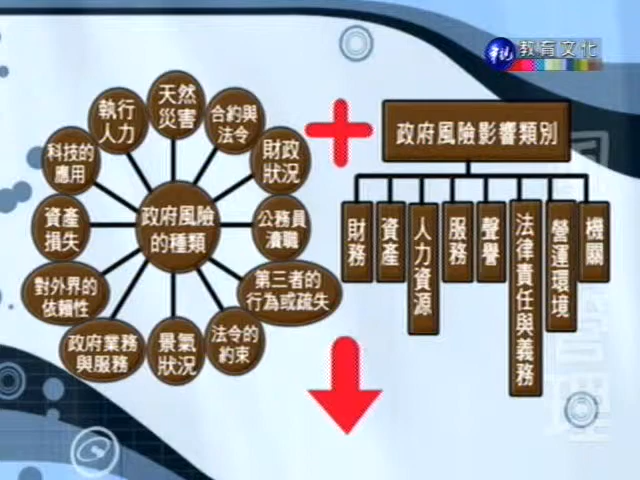 華視
教育文化
天然
災害
合約與
法令
財政
狀況
公務員
瀆職
第三者的
行為或疏失
法令的
約束
景氣
狀況
政府業務
與服務
對外界的
依賴性
資產
損失
科技的
應用
執行
人力
政府風險
的種類
+
政府風險影響類別
財務
資產
人力資源
服務
聲譽
法律責任與義務
營運環境
機關
管理